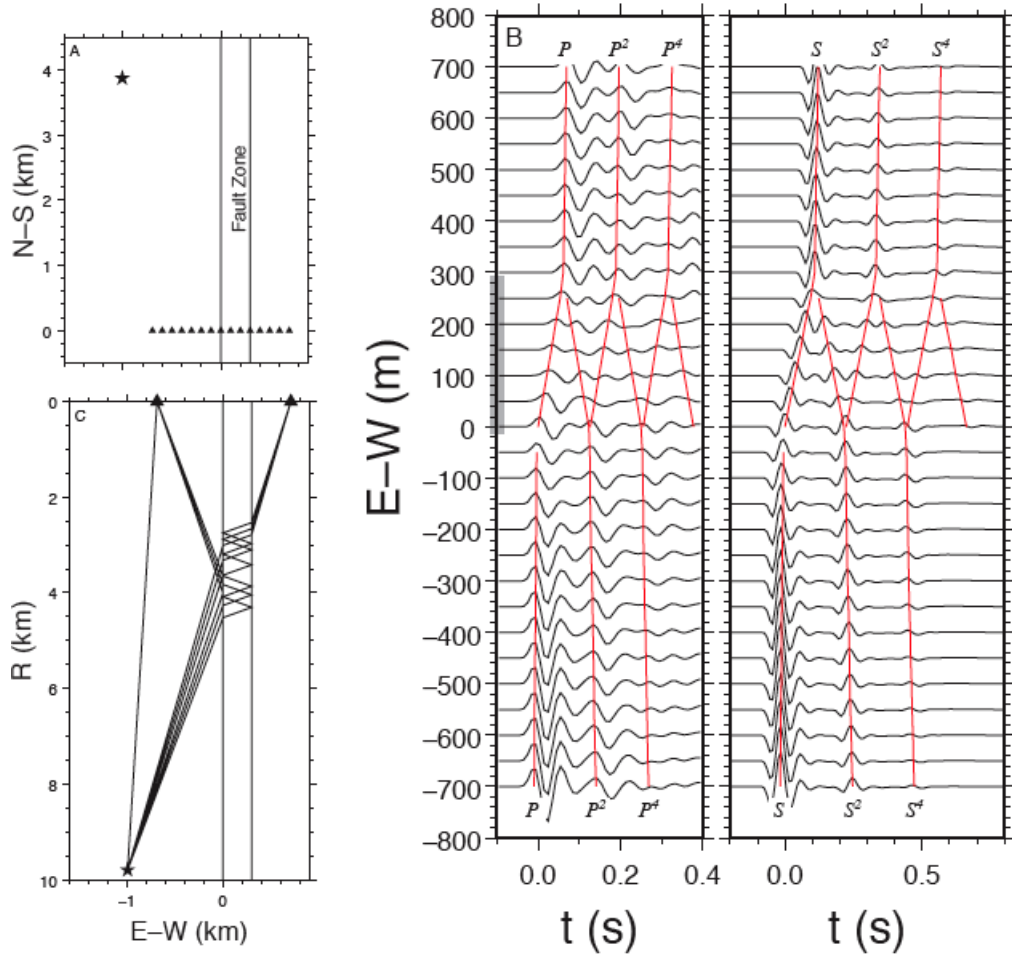 A
N–S (km)
4
3
2
1
0
Fault Zone
C
R (km)
0
2
4
6
8
10
–1
0
E–W (km)
B
E–W (m)
800
700
600
500
400
300
200
100
0
–100
–200
–300
–400
–500
–600
–700
–800
P P² P⁴
P P² P⁴
0.0 0.2 0.4
t (s)
S S² S⁴
S S² S⁴
0.0 0.5
t (s)